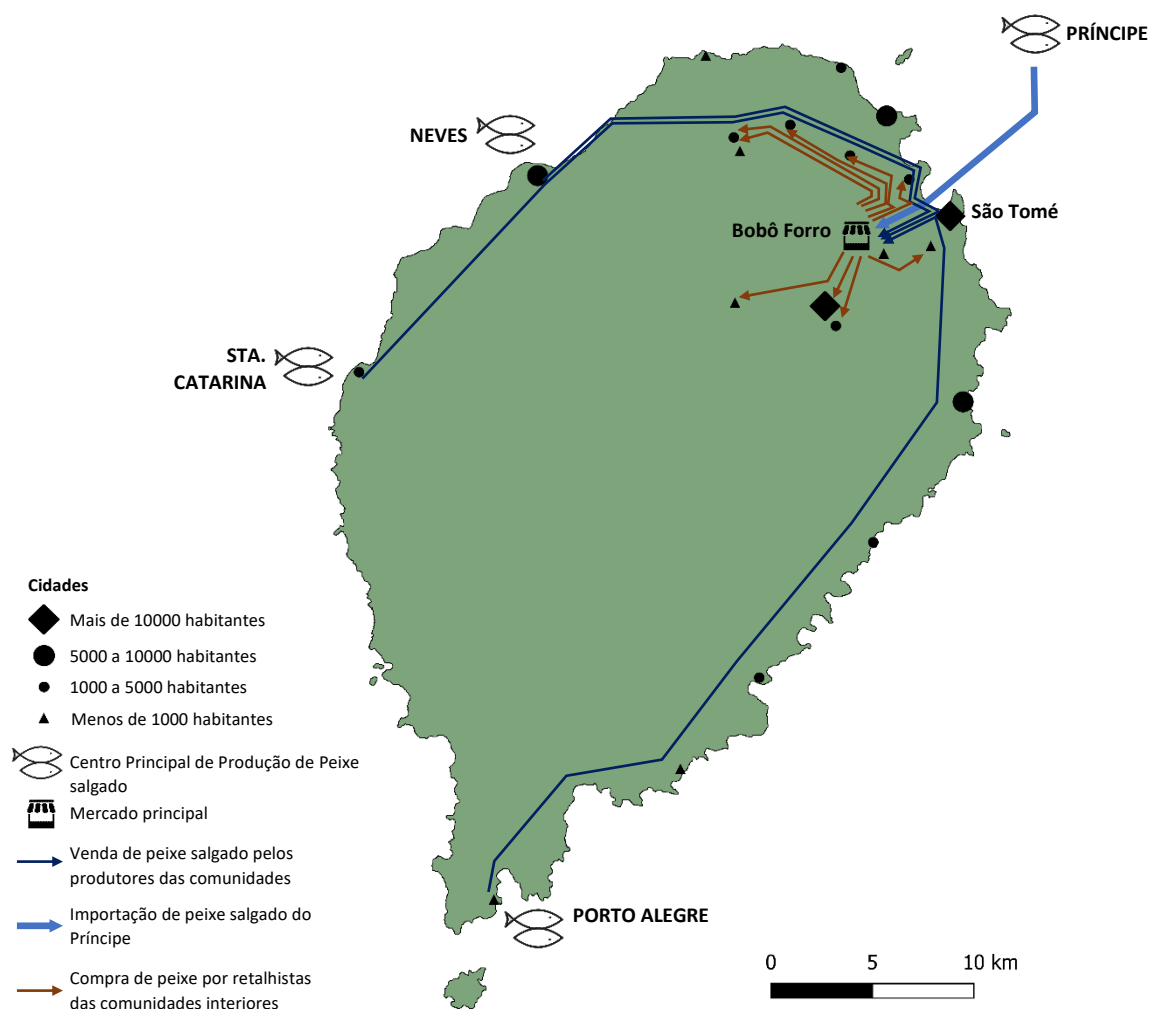 PRÍNCIPE
NEVES
São Tomé
Bobô Forro
STA.
CATARINA
Cidades
Mais de 10000 habitantes
5000 a 10000 habitantes
1000 a 5000 habitantes
Menos de 1000 habitantes
Centro Principal de Produção de Peixe
salgado
Mercado principal
Venda de peixe salgado pelos
produtores das comunidades
Importação de peixe salgado do
Príncipe
Compra de peixe por retalhistas
das comunidades interiores
PORTO ALEGRE
0 5 10 km